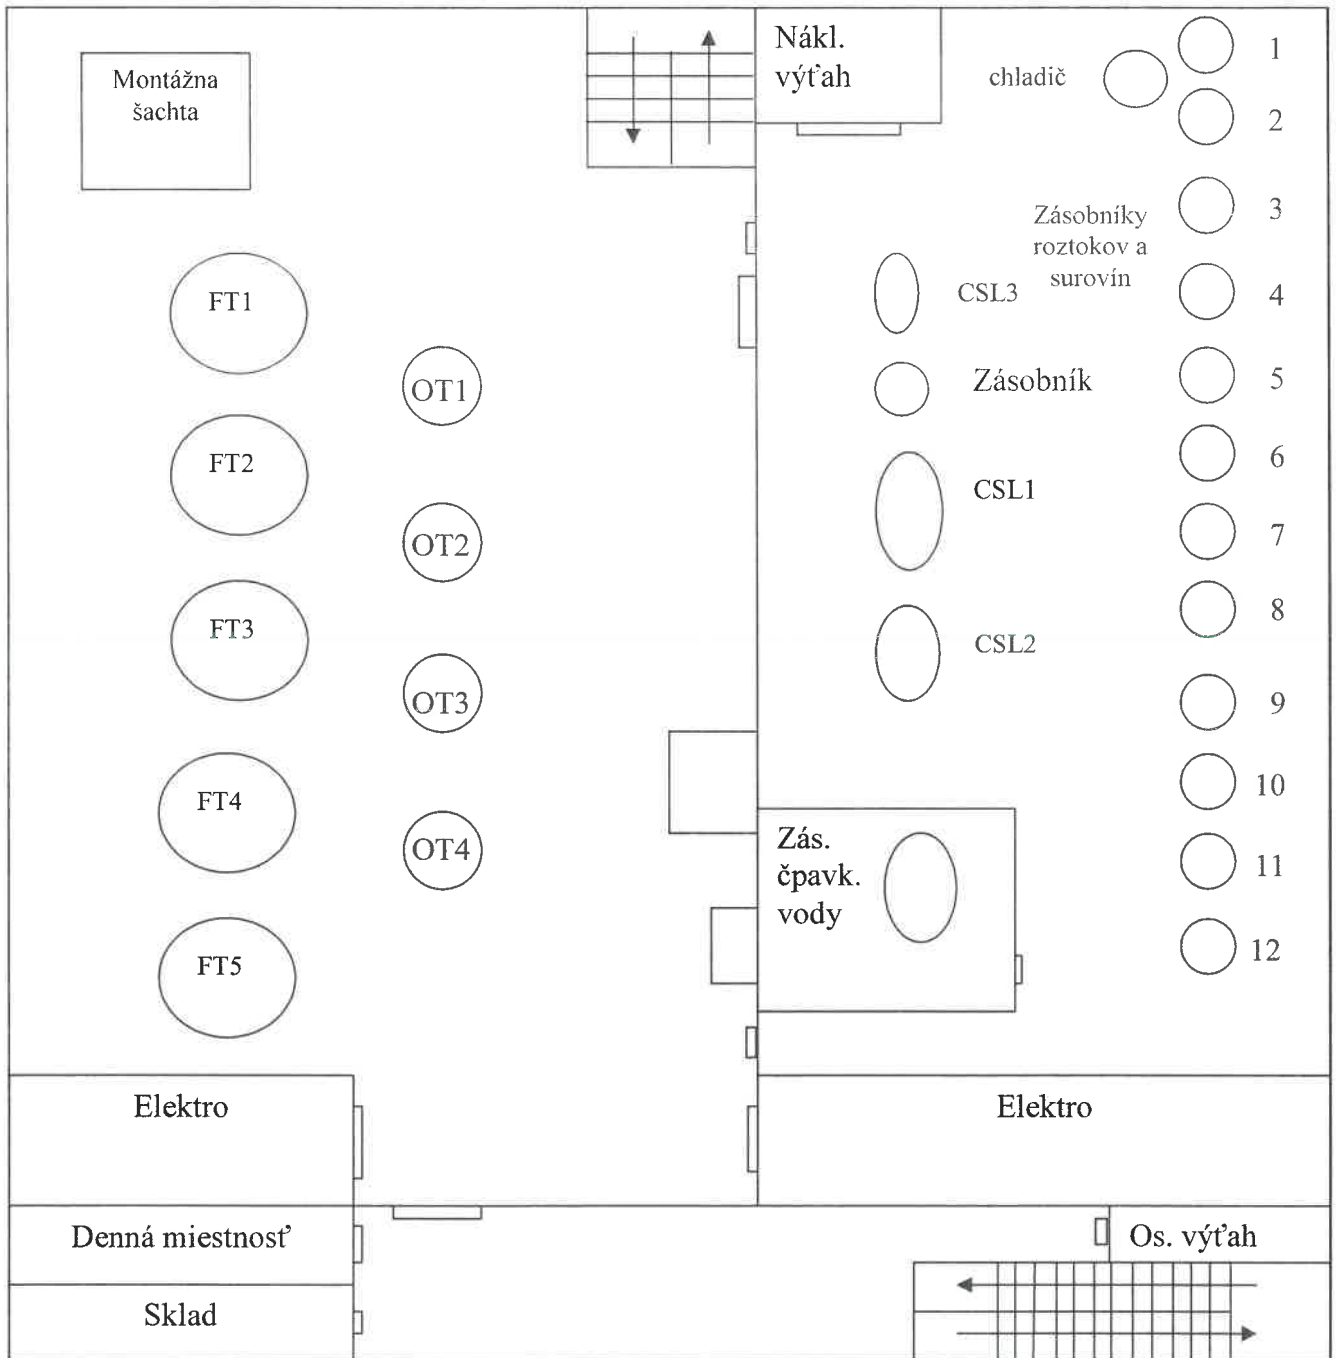 Montážna
šachta
Nákl.
výťah
chladič
1
2
3
4
5
6
7
8
9
10
11
12
Zásobníky
roztokov a
surovín
CSL3
Zásobník
CSL1
CSL2
FT1
FT2
FT3
FT4
FT5
OT1
OT2
OT3
OT4
Zás.
čpavk.
vody
Elektro
Elektro
Denná miestnosť
Sklad
Os. výťah